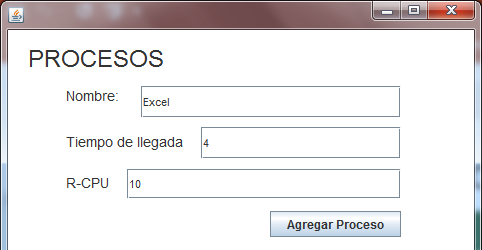 PROCESOS
Nombre: Excel
Tiempo de llegada 4
R-CPU 10
Agregar Proceso